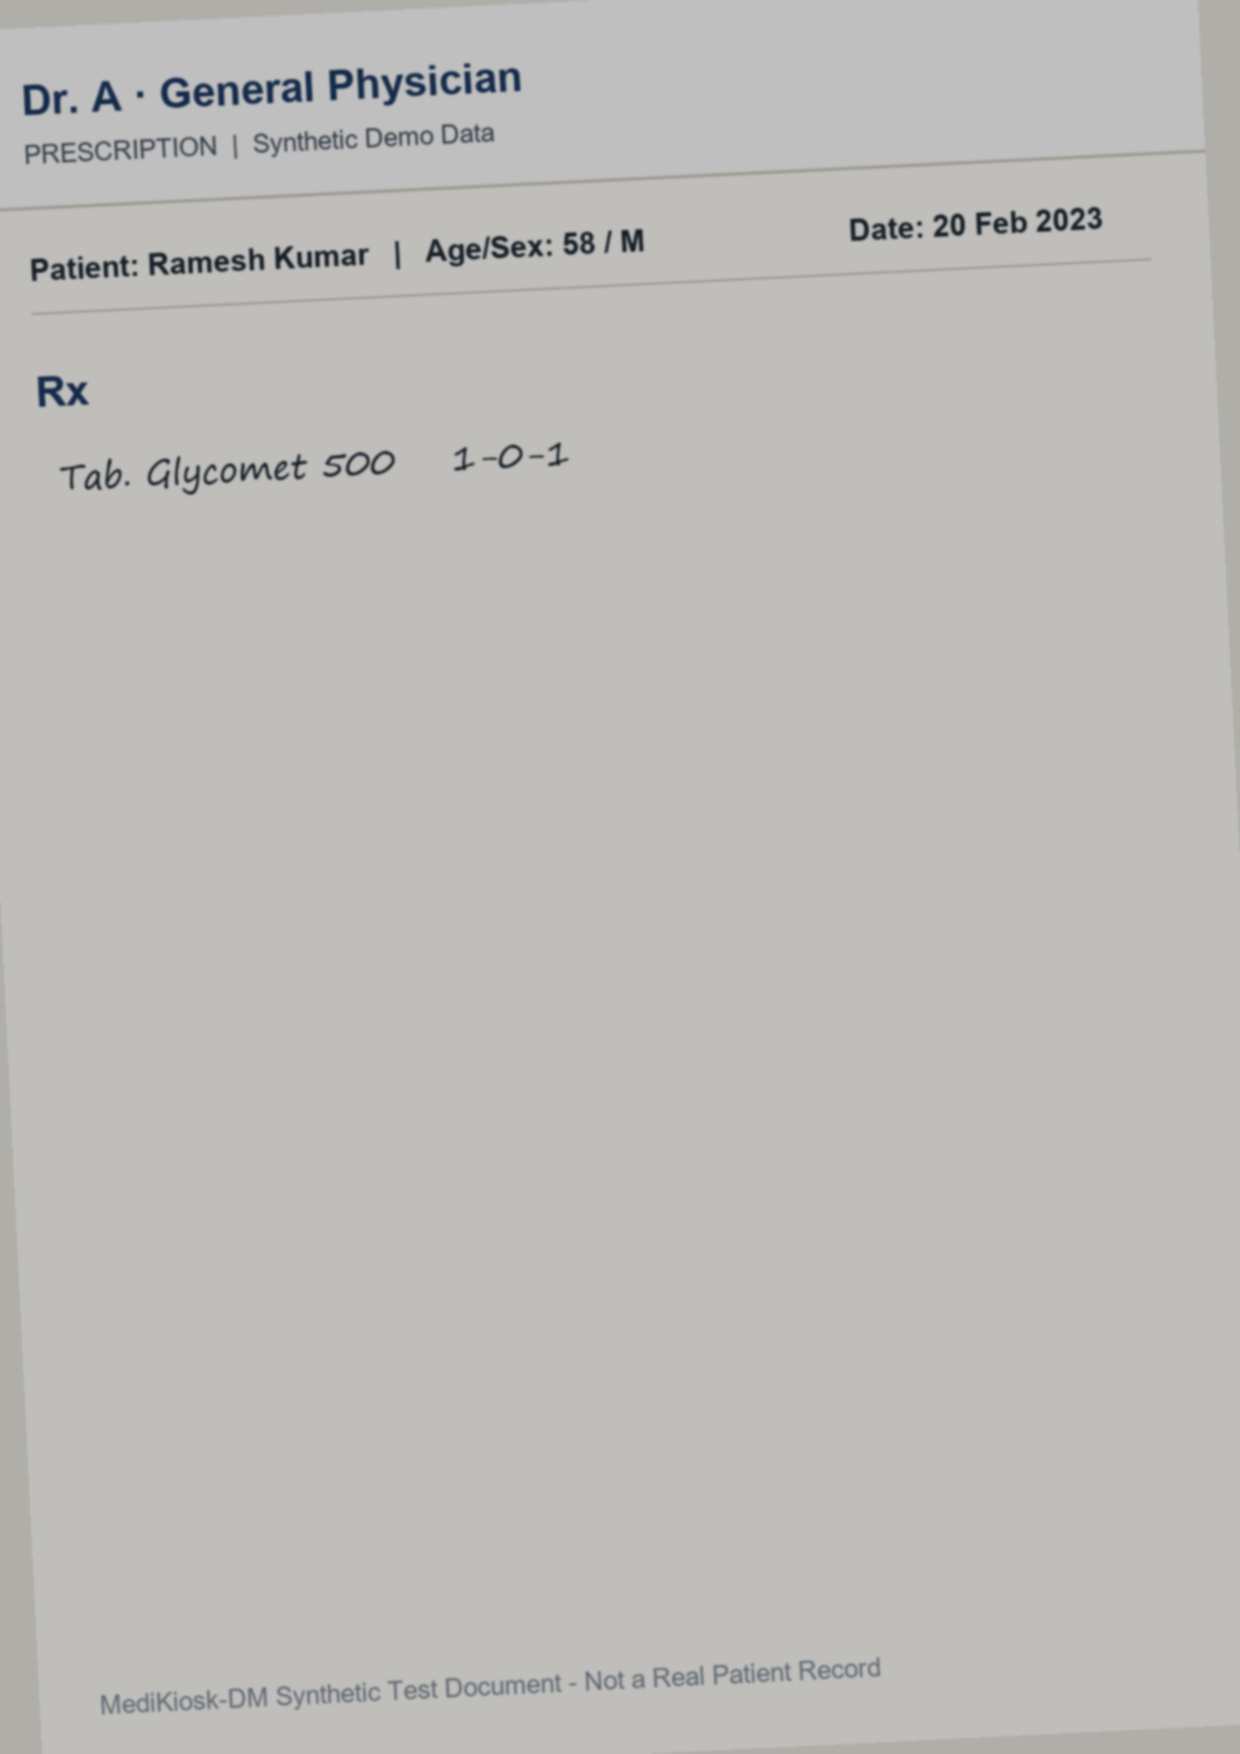 Dr. A · General Physician
PRESCRIPTION | Synthetic Demo Data
Patient: Ramesh Kumar | Age/Sex: 58 / M Date: 20 Feb 2023
Rx
Tab. Glycomet 500 1-0-1
MediKiosk-DM Synthetic Test Document - Not a Real Patient Record